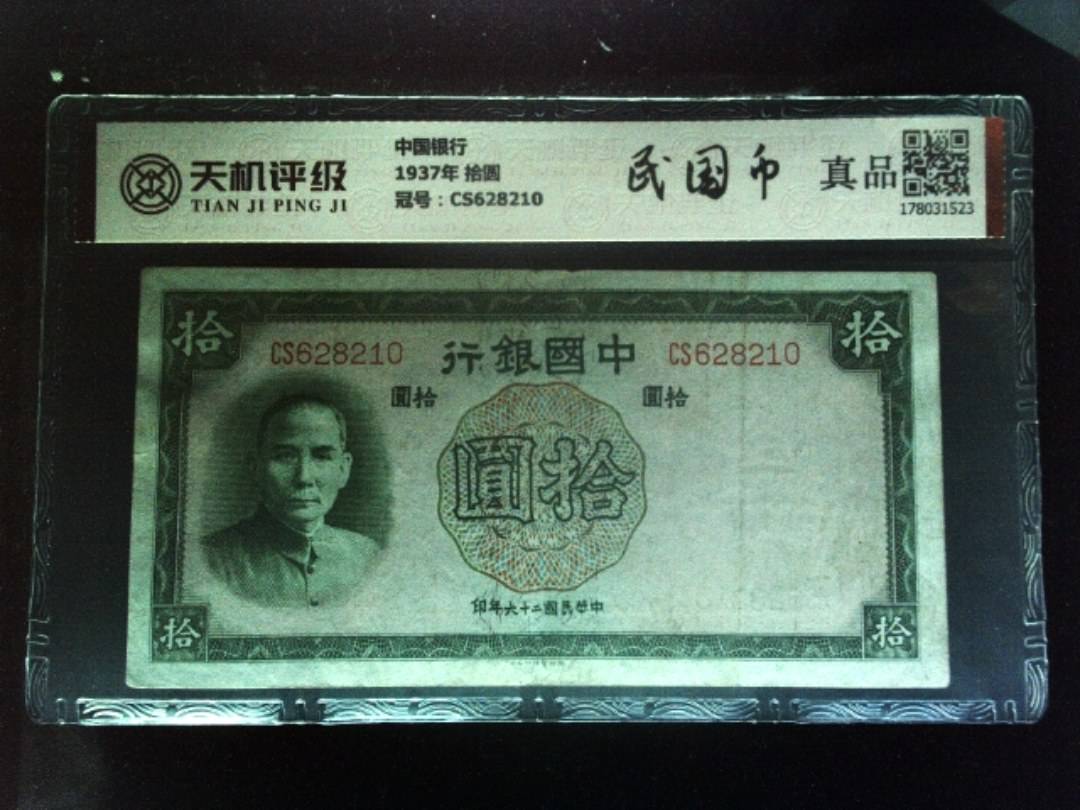 天机评级
TIAN JI PING JI
中国银行
1937年 拾圆
冠号：CS628210
民国币
真品
178031523
拾
拾
CS628210
行銀國中
CS628210
圓拾
圓拾
圓拾
印年六十二國民華中
拾
拾